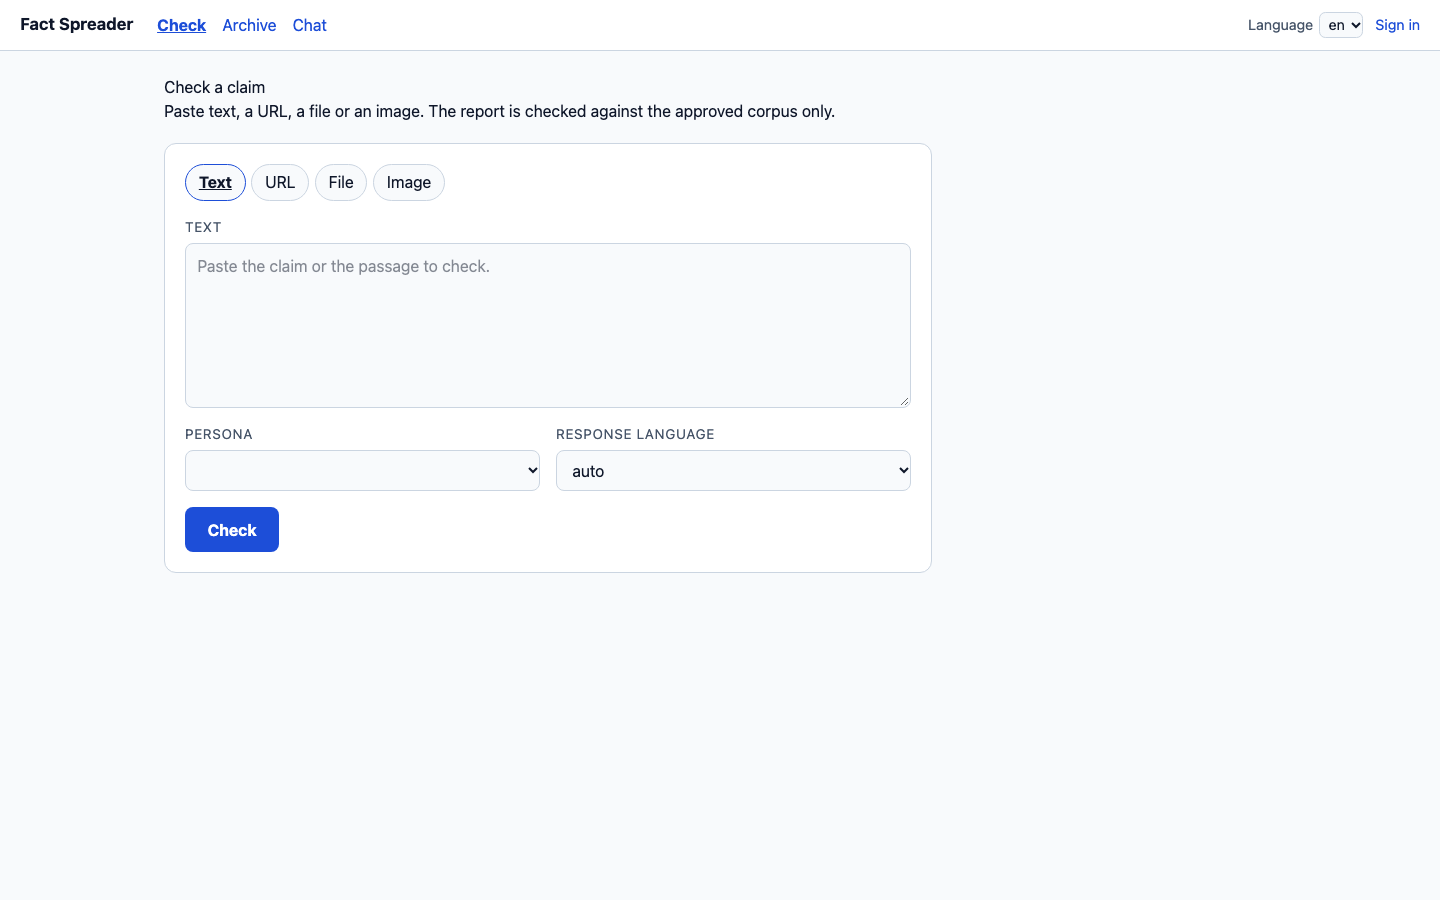 Fact Spreader Check Archive Chat Language en Sign in
Check a claim
Paste text, a URL, a file or an image. The report is checked against the approved corpus only.
Text URL File Image
TEXT
Paste the claim or the passage to check.
PERSONA RESPONSE LANGUAGE
auto
Check